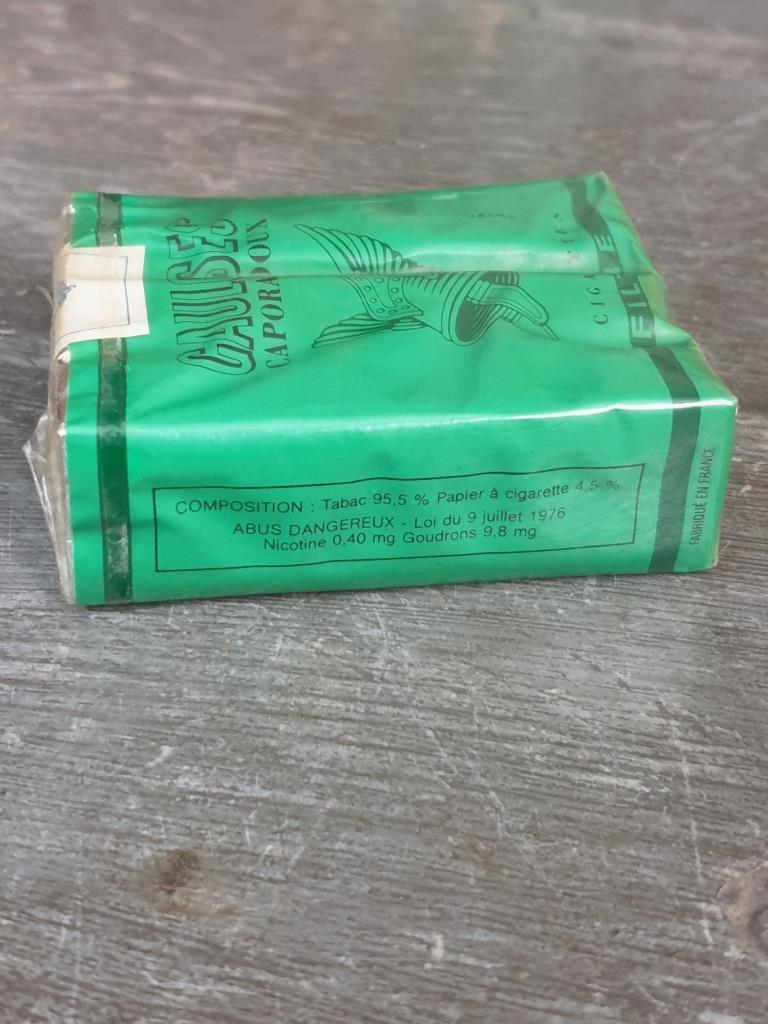 GAULSES
CAPORAL DOUX
CIGARETTES
FILTRE
COMPOSITION : Tabac 95,5 % Papier à cigarette 4,5 %
ABUS DANGEREUX - Loi du 9 juillet 1976
Nicotine 0,40 mg Goudrons 9,8 mg
FABRIQUÉ EN FRANCE